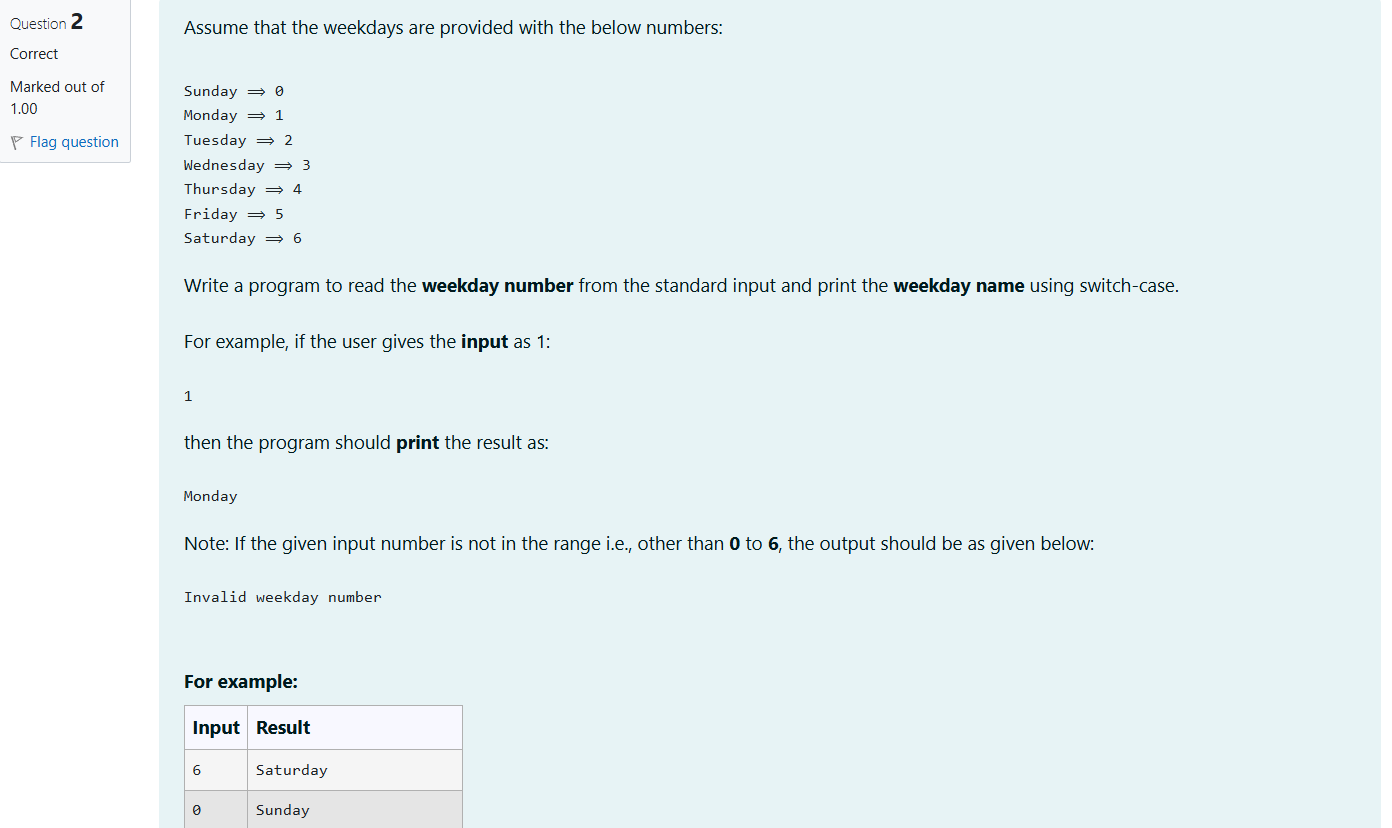 Question 2
Correct
Marked out of
1.00
Flag question
Assume that the weekdays are provided with the below numbers:
Sunday ⟹ 0
Monday ⟹ 1
Tuesday ⟹ 2
Wednesday ⟹ 3
Thursday ⟹ 4
Friday ⟹ 5
Saturday ⟹ 6
Write a program to read the weekday number from the standard input and print the weekday name using switch-case.
For example, if the user gives the input as 1:
1
then the program should print the result as:
Monday
Note: If the given input number is not in the range i.e., other than 0 to 6, the output should be as given below:
Invalid weekday number
For example:
Input Result
6 Saturday
0 Sunday